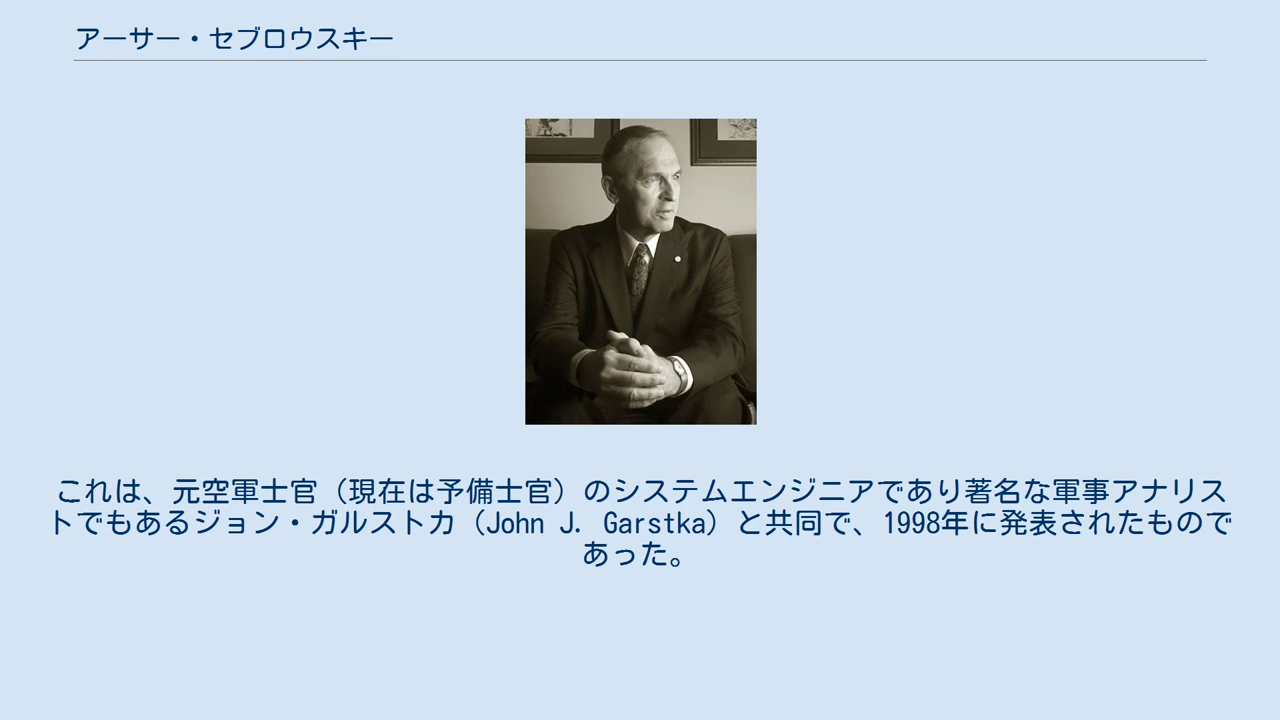 アーサー・セブロウスキー
これは、元空軍士官（現在は予備士官）のシステムエンジニアであり著名な軍事アナリス
トでもあるジョン・ガルストカ（John J. Garstka）と共同で、1998年に発表されたもので
あった。